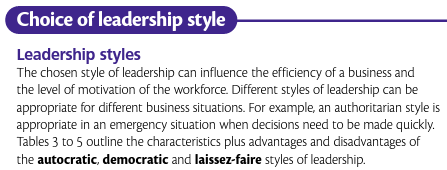 Choice of leadership style
Leadership styles
The chosen style of leadership can influence the efficiency of a business and
the level of motivation of the workforce. Different styles of leadership can be
appropriate for different business situations. For example, an authoritarian style is
appropriate in an emergency situation when decisions need to be made quickly.
Tables 3 to 5 outline the characteristics plus advantages and disadvantages of
the autocratic, democratic and laissez-faire styles of leadership.